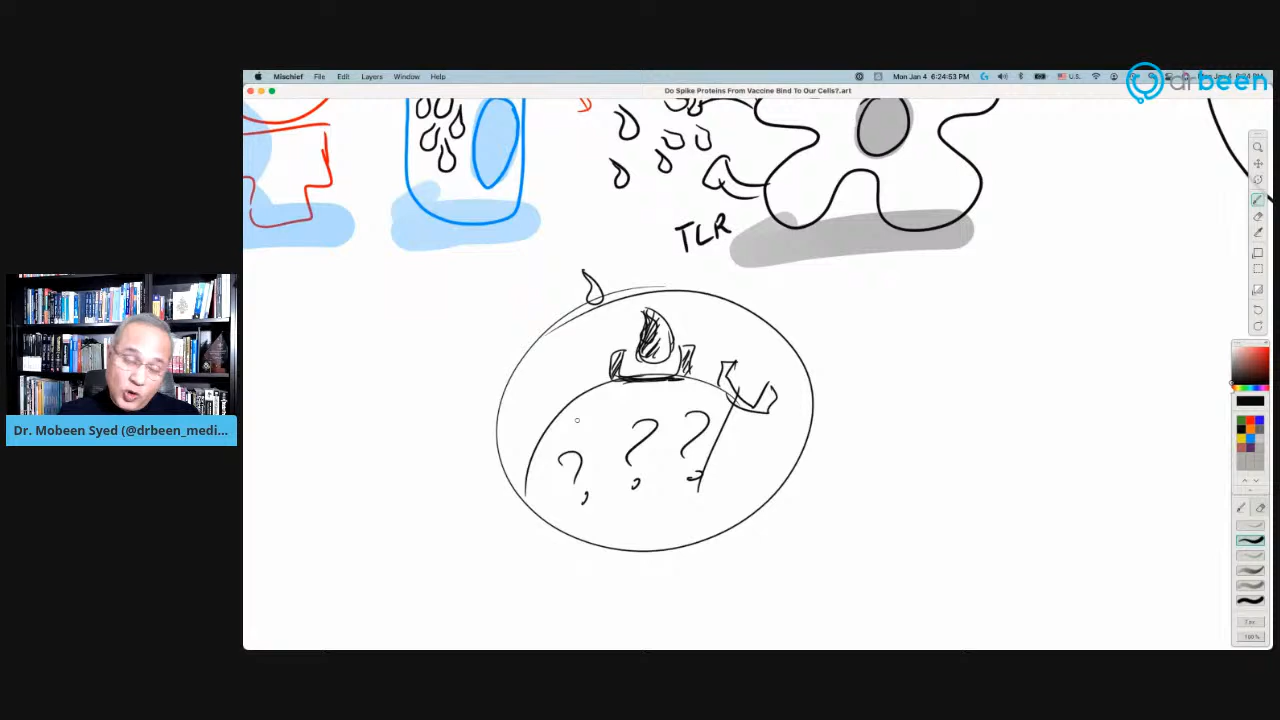 drbeen
Mischief File Edit Layers Window Help
Mon Jan 4 6:24:53 PM
U.S.
Do Spike Proteins From Vaccine Bind To Our Cells?.art
TLR
? ? ?
Dr. Mobeen Syed (@drbeen_medi...
100%